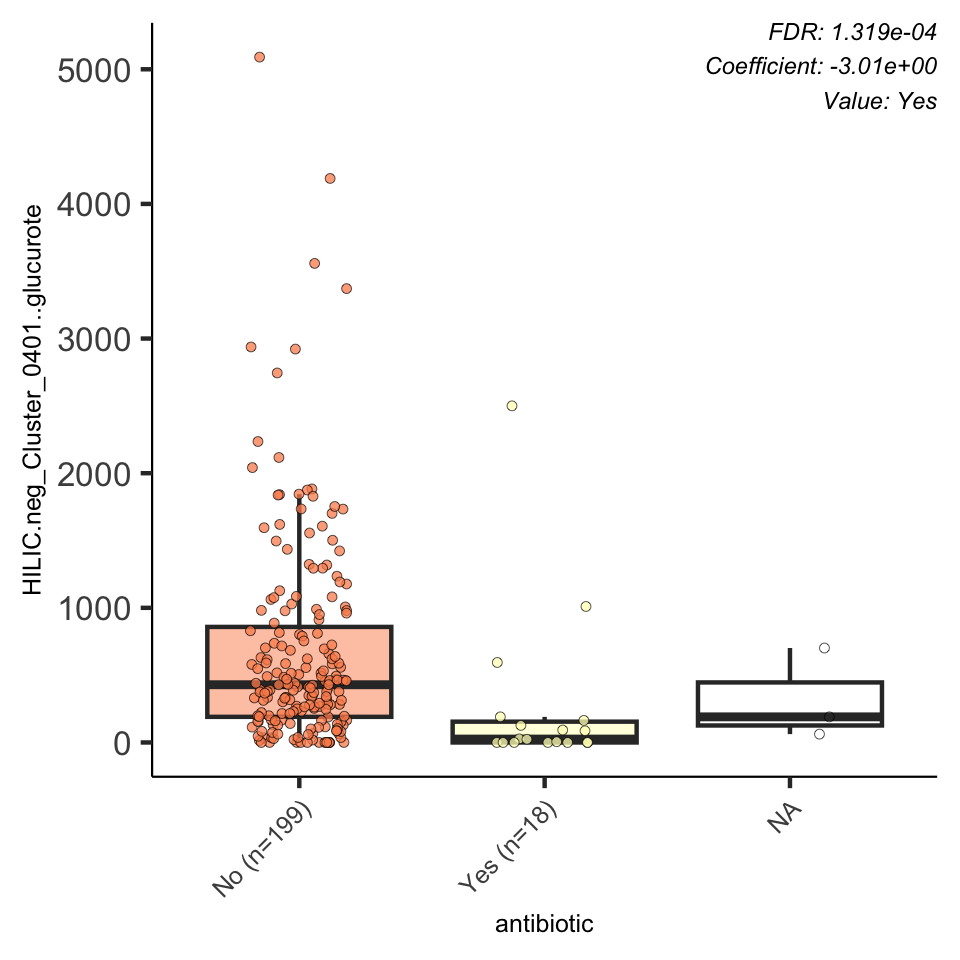 FDR: 1.319e-04
Coefficient: -3.01e+00
Value: Yes
HILIC.neg_Cluster_0401..glucurote
5000
4000
3000
2000
1000
0
No (n=199)
Yes (n=18)
NA
antibiotic